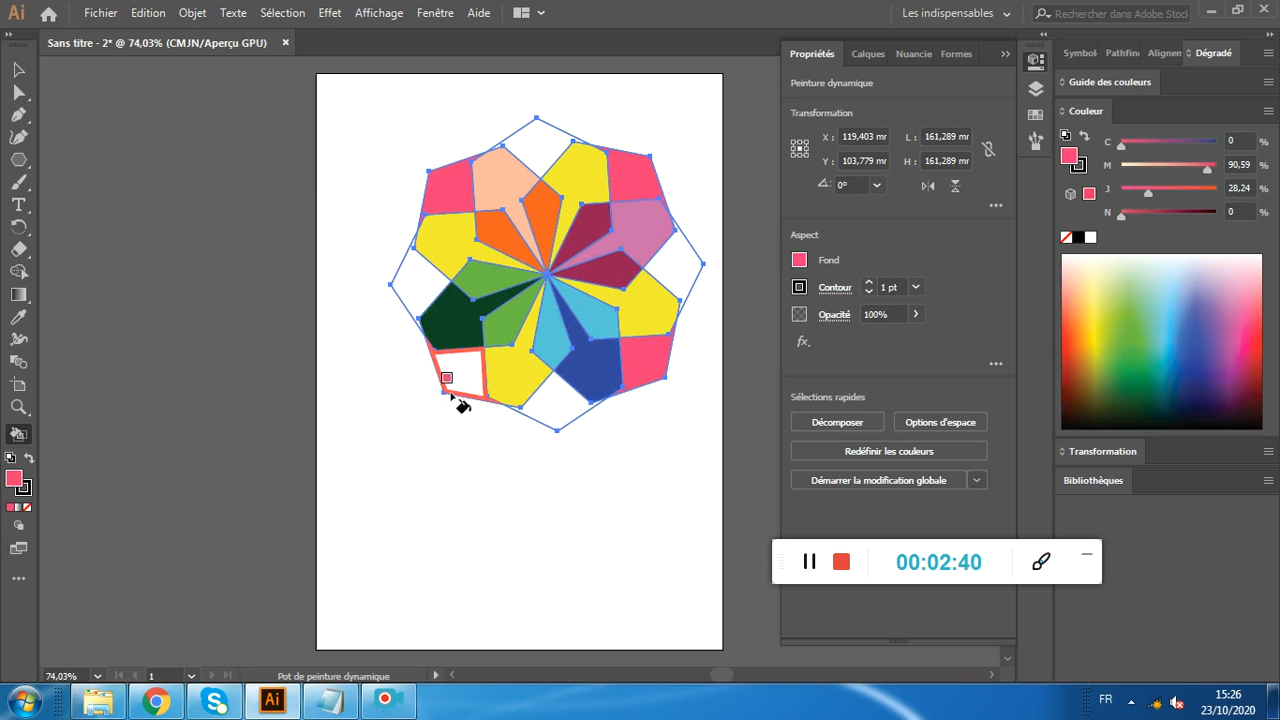 Ai Fichier Edition Objet Texte Sélection Effet Affichage Fenêtre Aide Les indispensables Rechercher dans Adobe Stock
Sans titre - 2* @ 74,03% (CMJN/Aperçu GPU) ×
Propriétés Calques Nuancie Formes
Symbol Pathfin Alignen Dégradé
Peinture dynamique
Guide des couleurs
Transformation
Couleur
X : 119,403 mr L : 161,289 mr
Y : 103,779 mr H : 161,289 mr
0°
C 0 %
M 90,59 %
J 28,24 %
N 0 %
Aspect
Fond
Contour 1 pt
Opacité 100%
fx.
Sélections rapides
Décomposer Options d'espace
Redéfinir les couleurs
Démarrer la modification globale
Transformation
Bibliothèques
00:02:40
74,03% 1 Pot de peinture dynamique
Ai FR 15:26
23/10/2020